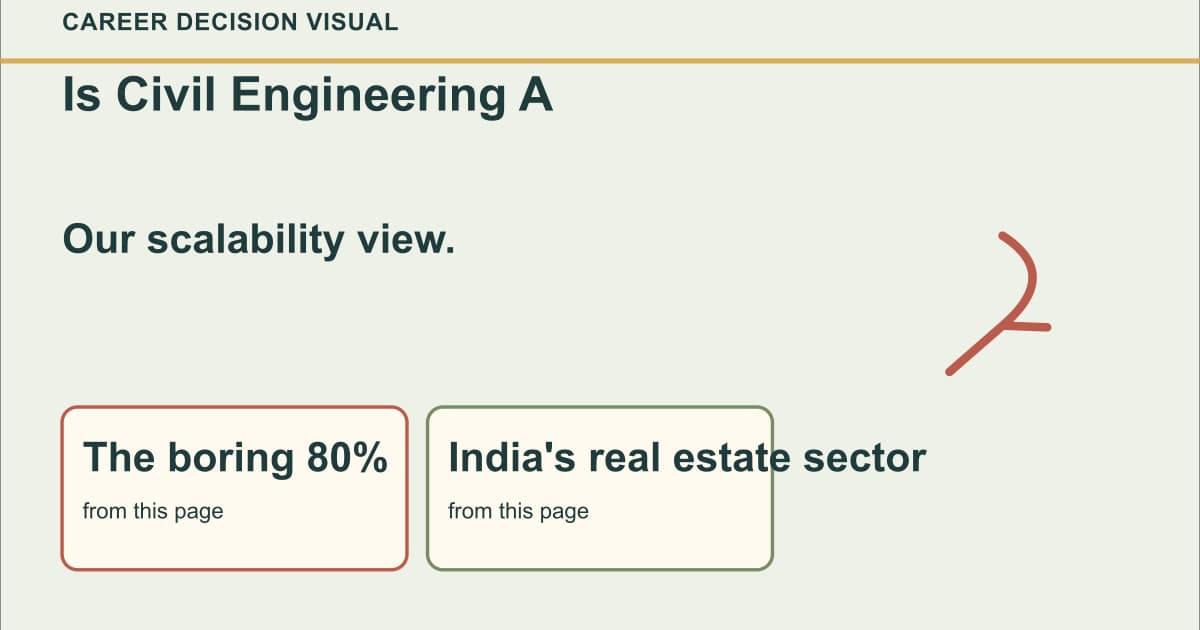 CAREER DECISION VISUAL
Is Civil Engineering A
Our scalability view.
The boring 80%
from this page
India's real estate sector
from this page